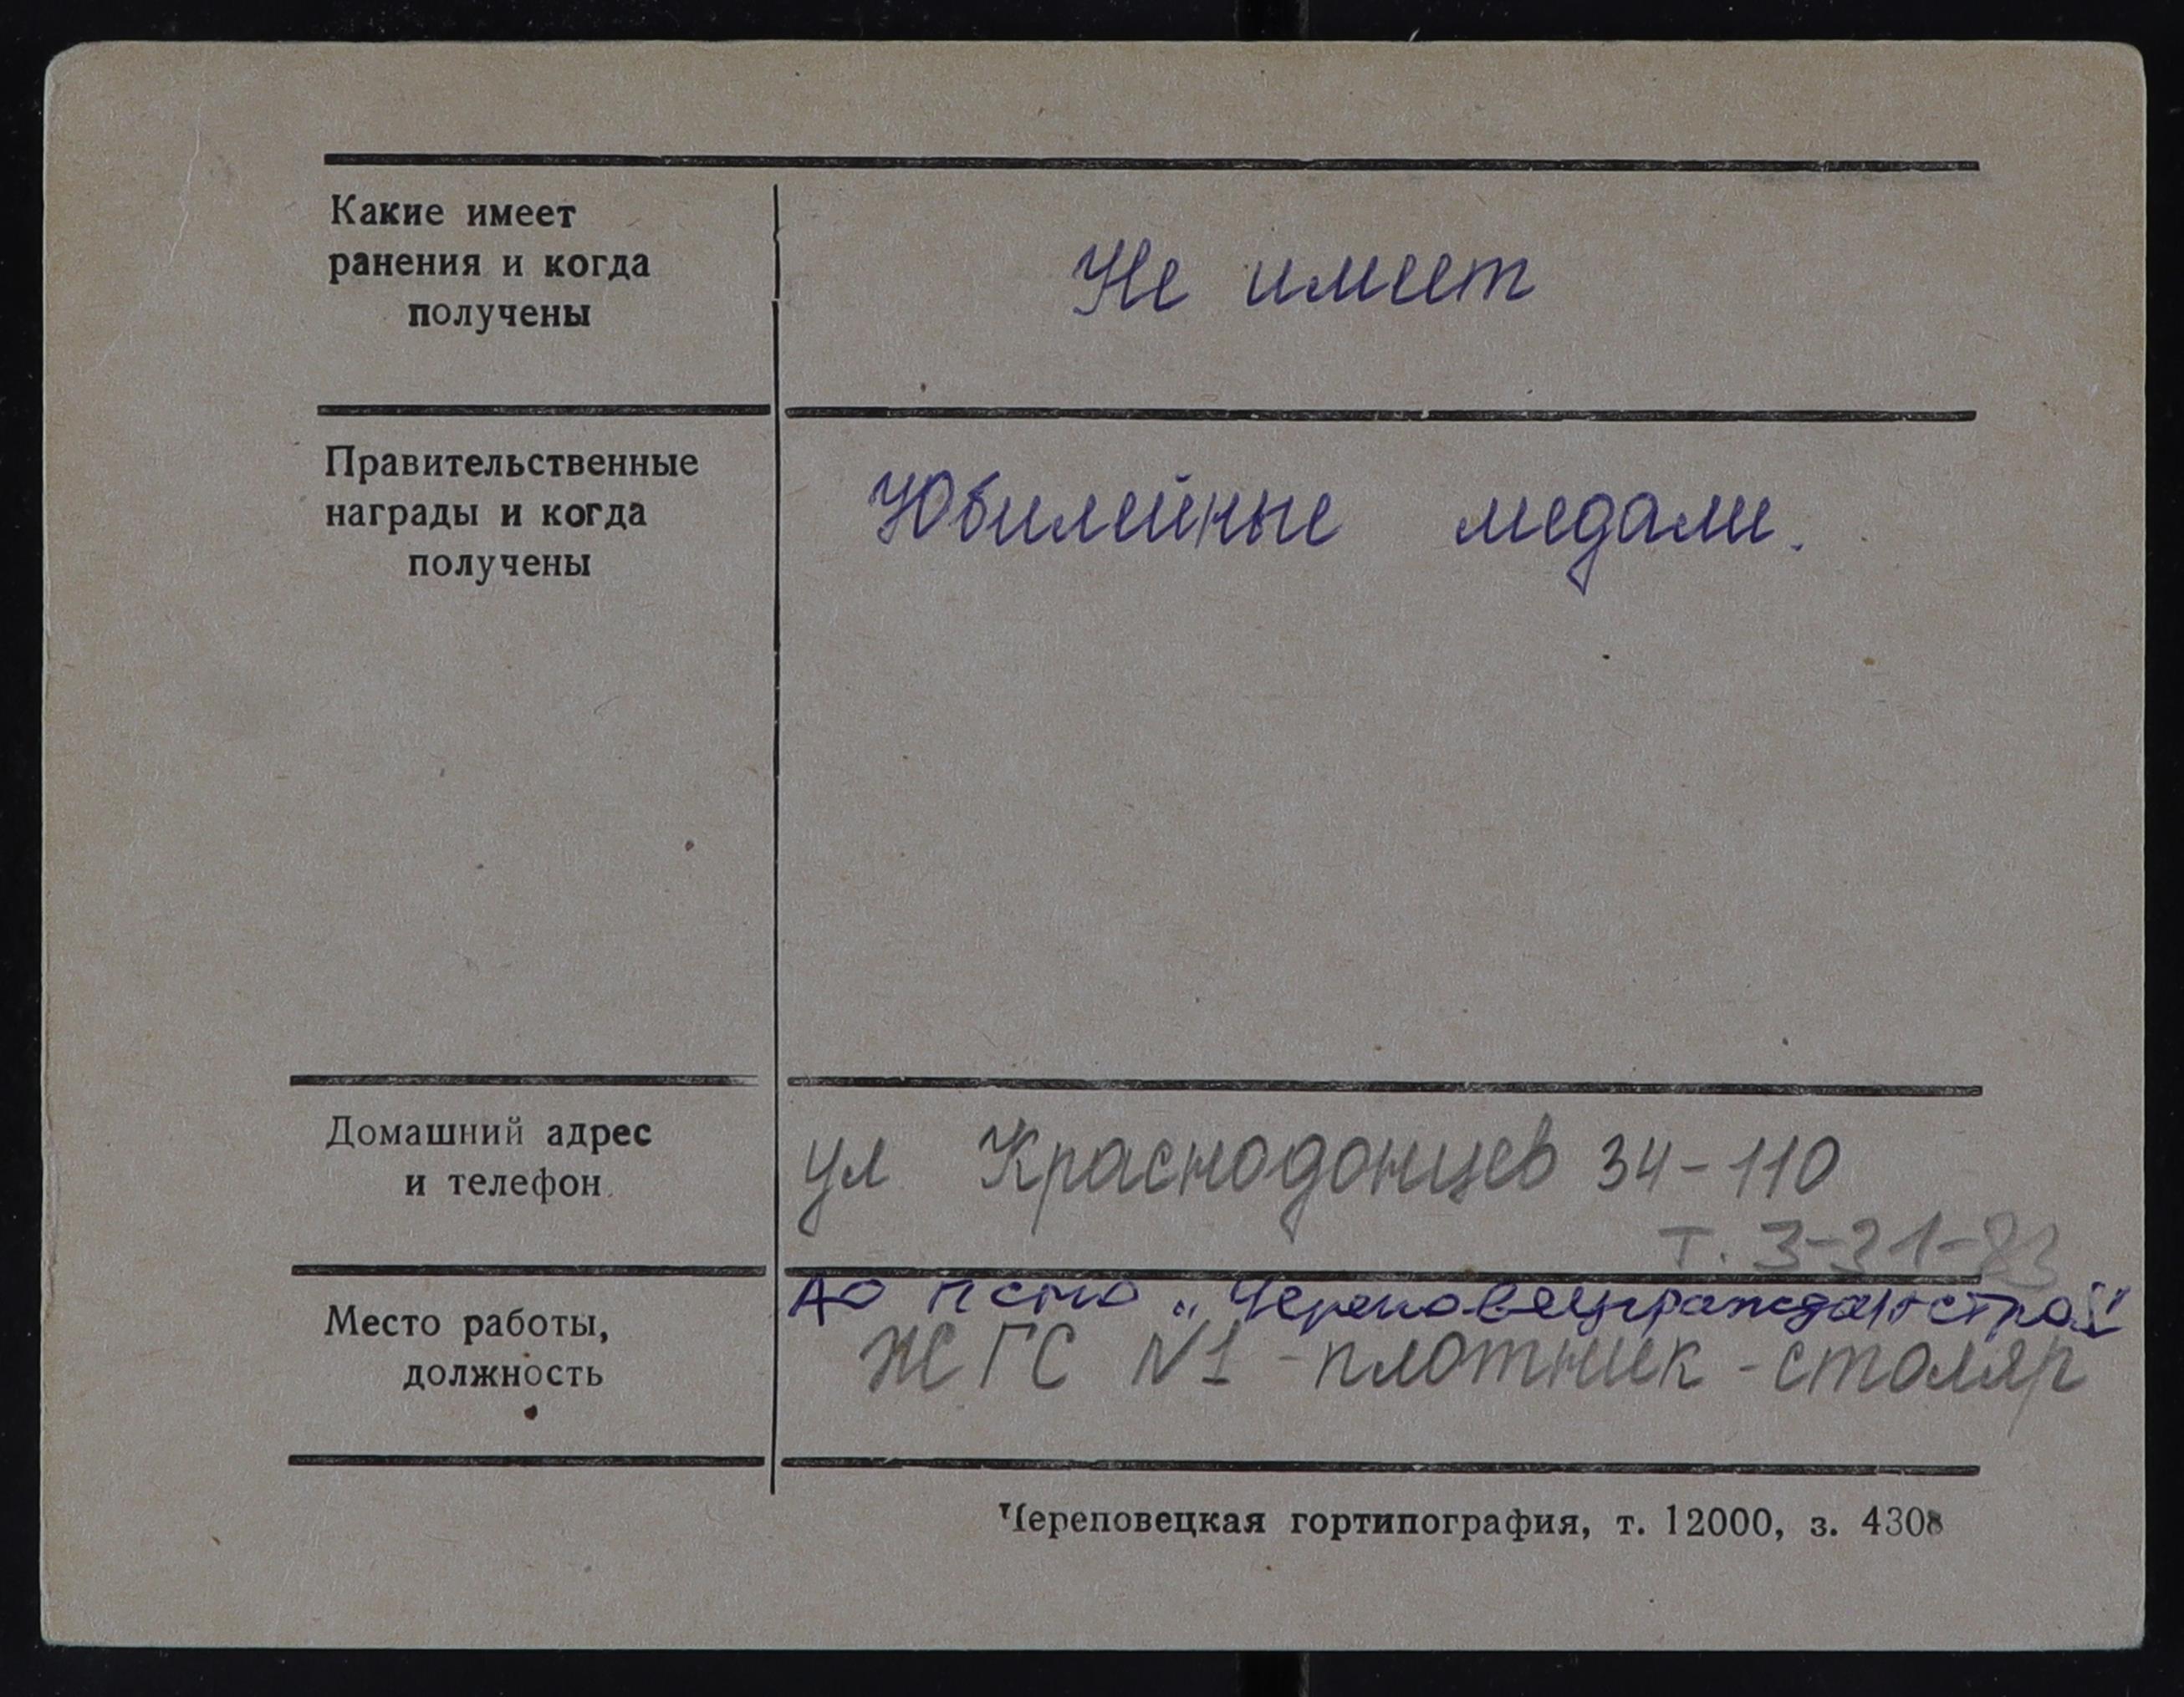 Какие имеет
ранения и когда
получены
Не имеет
Правительственные
награды и когда
получены
Юбилейные медали.
Домашний адрес
и телефон.
ул. Краснодонцев 34-110
т. 3-31-83
Место работы,
должность
АО ПСМО „Череповецгражданстрой"
ЖГС N1 - плотник - столяр
Череповецкая гортипография, т. 12000, з. 4308